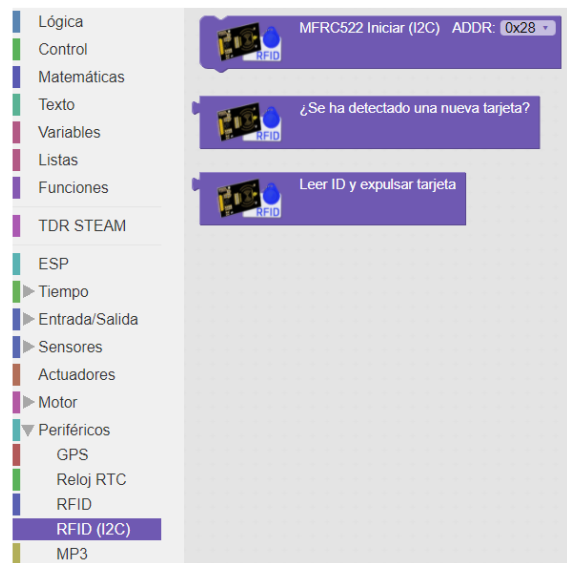 Lógica
Control
Matemáticas
Texto
Variables
Listas
Funciones
TDR STEAM
ESP
Tiempo
Entrada/Salida
Sensores
Actuadores
Motor
Periféricos
GPS
Reloj RTC
RFID
RFID (I2C)
MP3
MFRC522 Iniciar (I2C) ADDR: 0x28
RFID
¿Se ha detectado una nueva tarjeta?
RFID
Leer ID y expulsar tarjeta
RFID